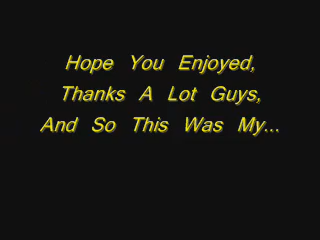 Hope You Enjoyed,
Thanks A Lot Guys,
And So This Was My...